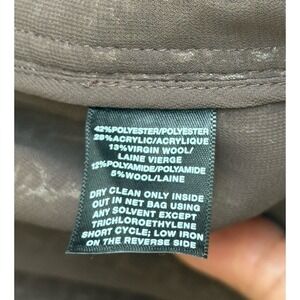 42%POLYESTER/POLYESTER
29%ACRYLIC/ACRYLIQUE
13%VIRGIN WOOL/
LAINE VIERGE
12%POLYAMIDE/POLYAMIDE
5%WOOL/LAINE
DRY CLEAN ONLY INSIDE
OUT IN NET BAG USING
ANY SOLVENT EXCEPT
TRICHLOROETHYLENE
SHORT CYCLE; LOW IRON
ON THE REVERSE SIDE